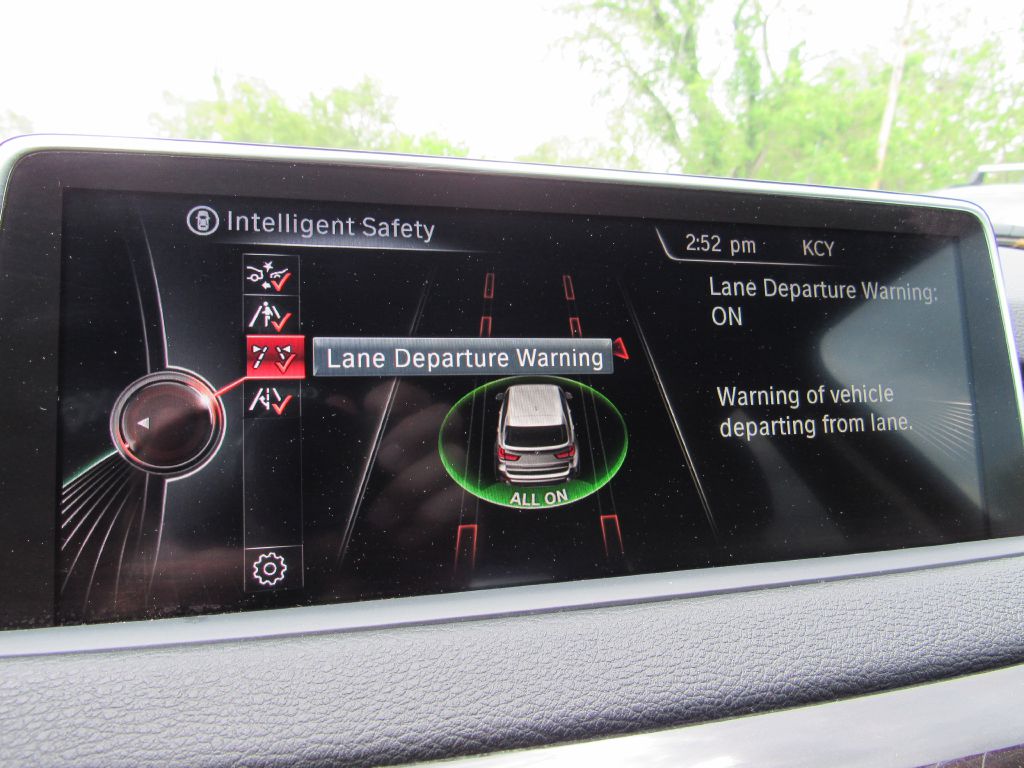 Intelligent Safety
2:52 pm
KCY
Lane Departure Warning:
ON
Lane Departure Warning
Warning of vehicle
departing from lane.
ALL ON